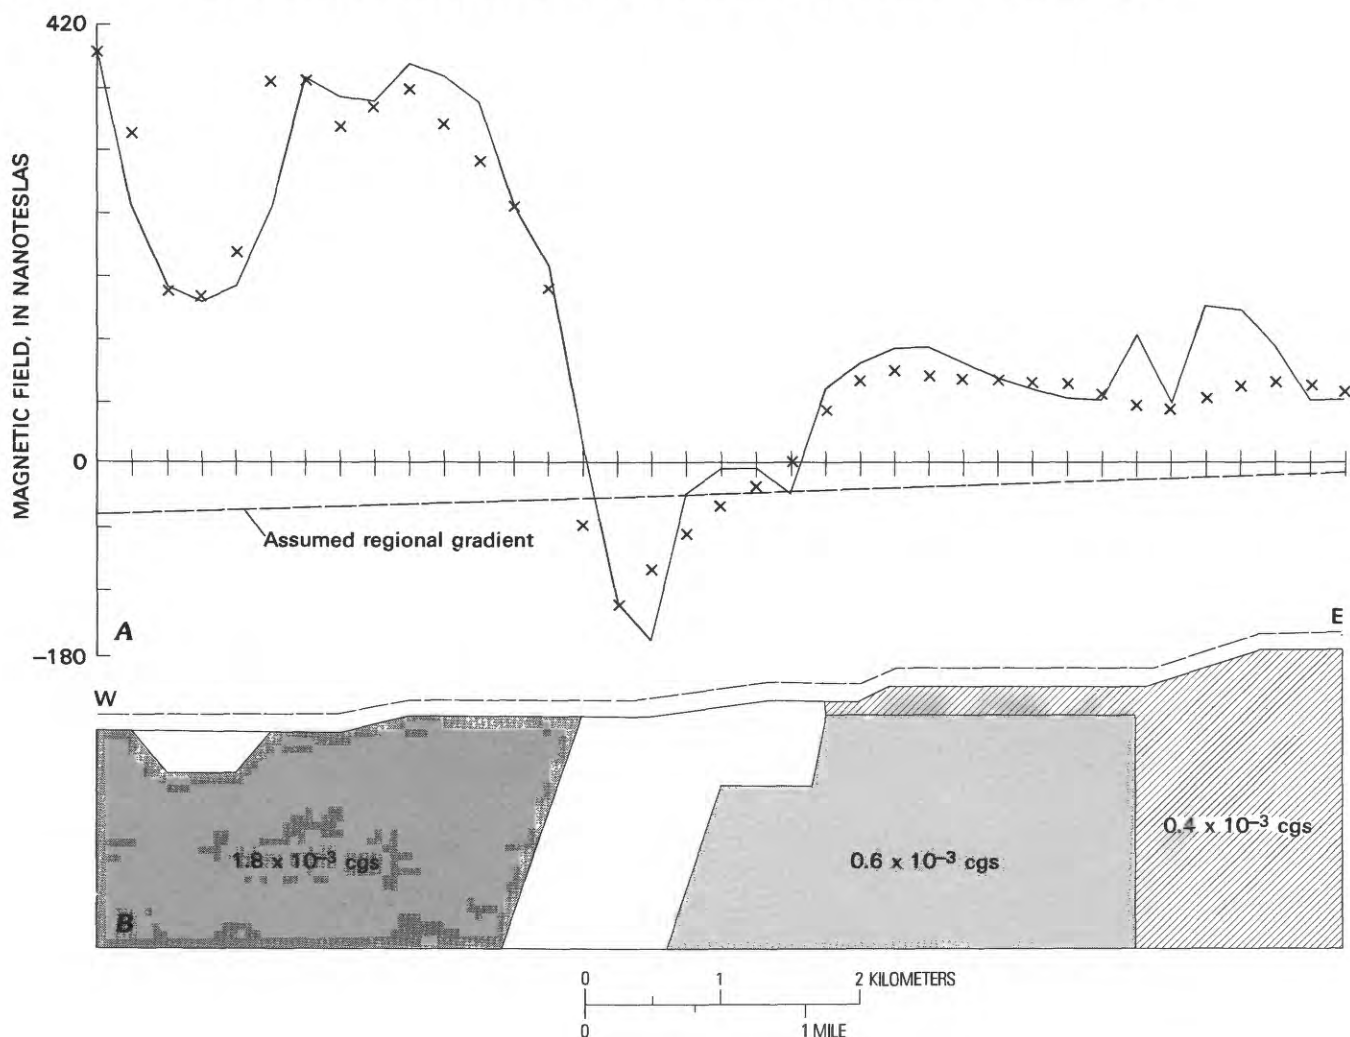 420
MAGNETIC FIELD, IN NANOTESLAS
0
Assumed regional gradient
A
−180
E
W
1.8 x 10⁻³ cgs
0.6 x 10⁻³ cgs
0.4 x 10⁻³ cgs
B
0 1 2 KILOMETERS
0 1 MILE